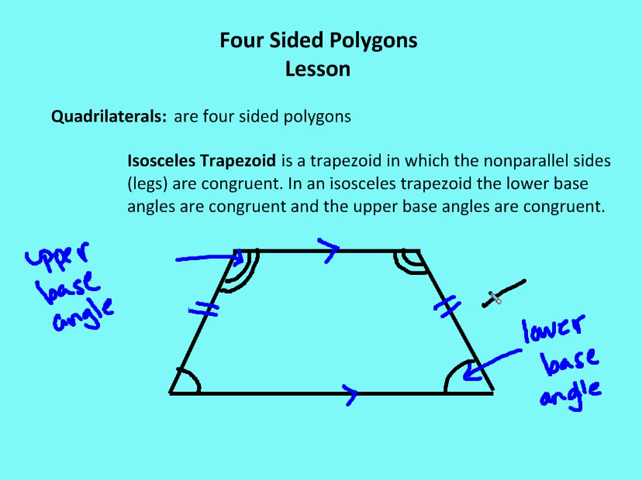 Four Sided Polygons
Lesson
Quadrilaterals: are four sided polygons
Isosceles Trapezoid is a trapezoid in which the nonparallel sides
(legs) are congruent. In an isosceles trapezoid the lower base
angles are congruent and the upper base angles are congruent.
upper
base
angle
lower
base
angle